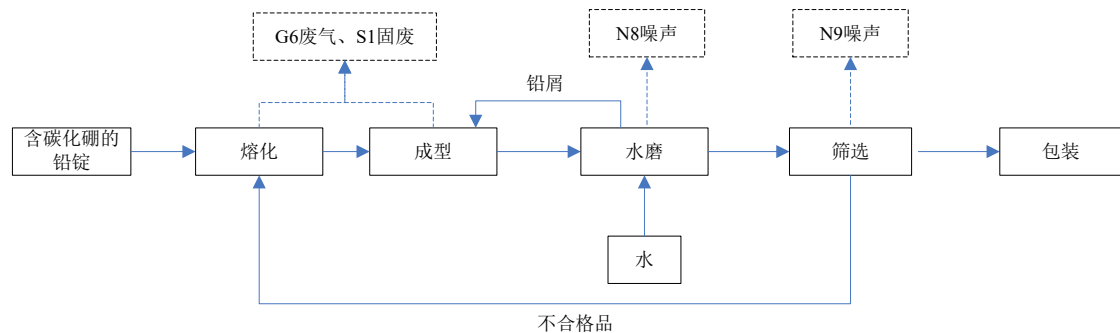 G6废气、S1固废
N8噪声
N9噪声
铅屑
含碳化硼的
铅锭
熔化
成型
水磨
筛选
包装
水
不合格品